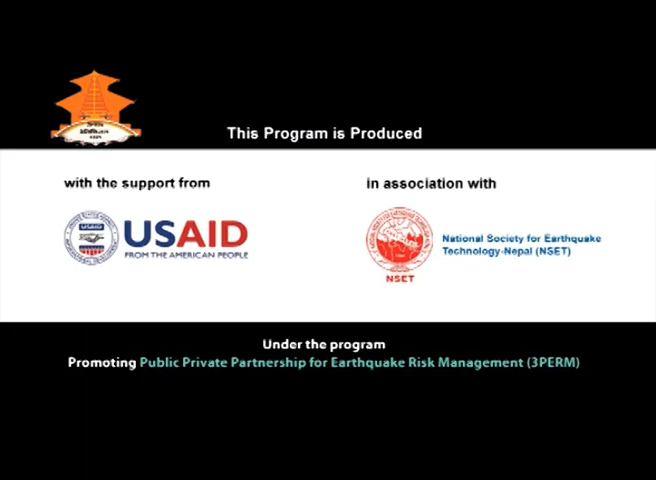 This Program is Produced
with the support from
in association with
USAID
FROM THE AMERICAN PEOPLE
USAID
National Society for Earthquake
Technology-Nepal (NSET)
NSET
Under the program
Promoting Public Private Partnership for Earthquake Risk Management (3PERM)